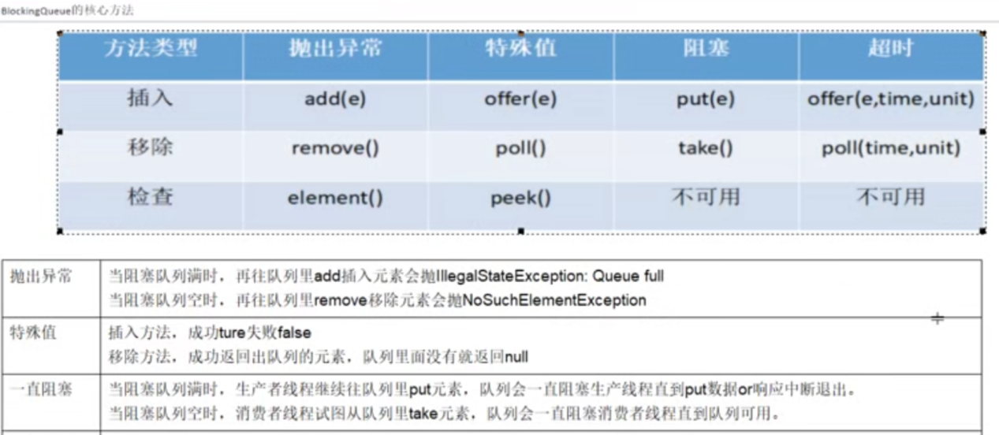 BlockingQueue的核心方法
方法类型 抛出异常 特殊值 阻塞 超时
插入 add(e) offer(e) put(e) offer(e,time,unit)
移除 remove() poll() take() poll(time,unit)
检查 element() peek() 不可用 不可用
抛出异常 当阻塞队列满时，再往队列里add插入元素会抛IllegalStateException: Queue full
当阻塞队列空时，再往队列里remove移除元素会抛NoSuchElementException
特殊值 插入方法，成功ture失败false
移除方法，成功返回出队列的元素，队列里面没有就返回null
一直阻塞 当阻塞队列满时，生产者线程继续往队列里put元素，队列会一直阻塞生产线程直到put数据or响应中断退出。
当阻塞队列空时，消费者线程试图从队列里take元素，队列会一直阻塞消费者线程直到队列可用。